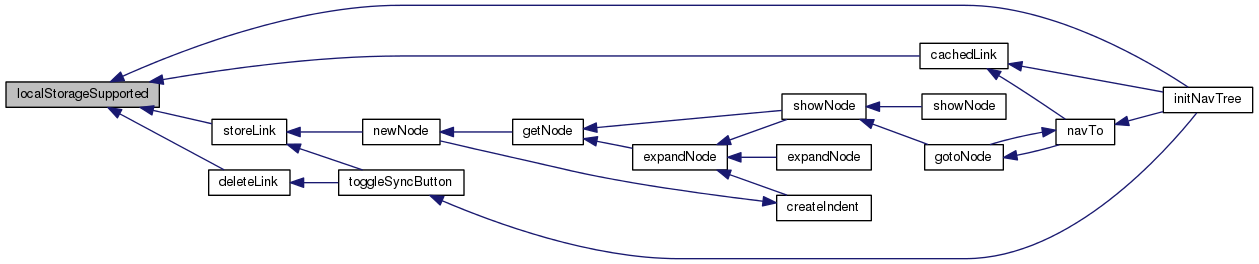 localStorageSupported
storeLink
deleteLink
newNode
toggleSyncButton
getNode
expandNode
showNode
expandNode
createIndent
cachedLink
showNode
gotoNode
navTo
initNavTree